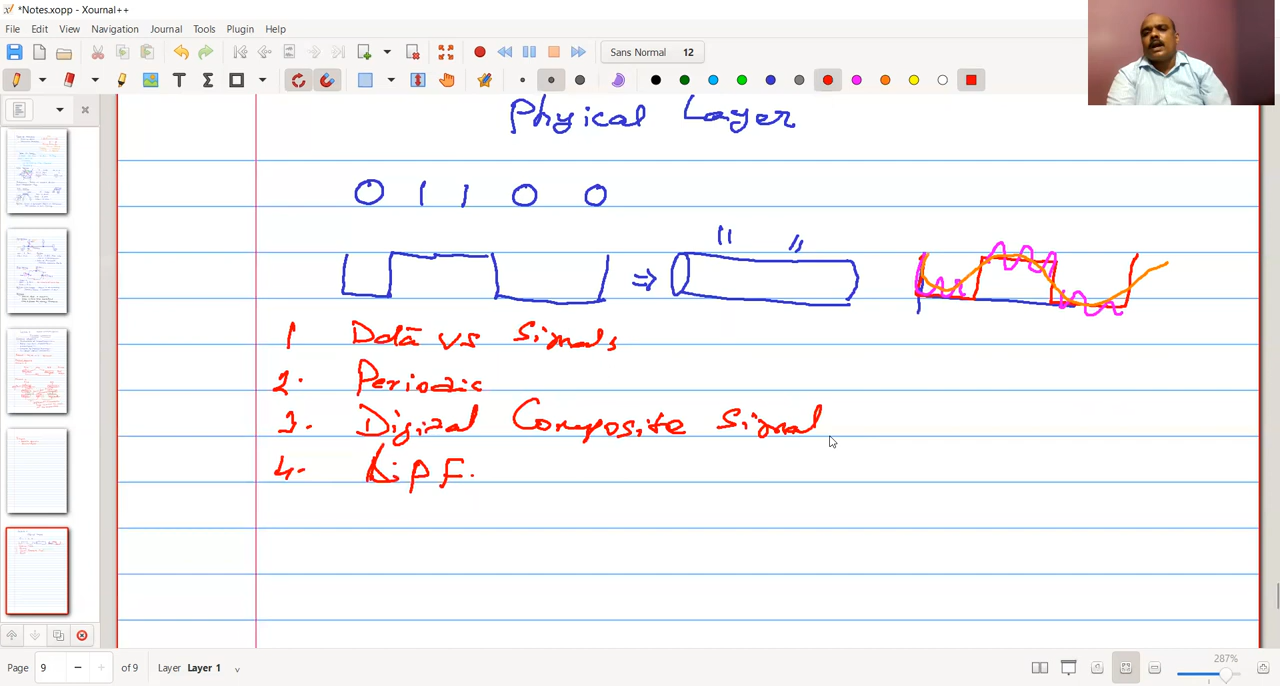 *Notes.xopp - Xournal++
File Edit View Navigation Journal Tools Plugin Help
Sans Normal 12
Phyical Layer
0 1 1 0 0
⇒
1 Data vs Signals
2. Periodic
3. Digital Composite Signal
4. A, P F.
Page 9 of 9 Layer Layer 1
287%